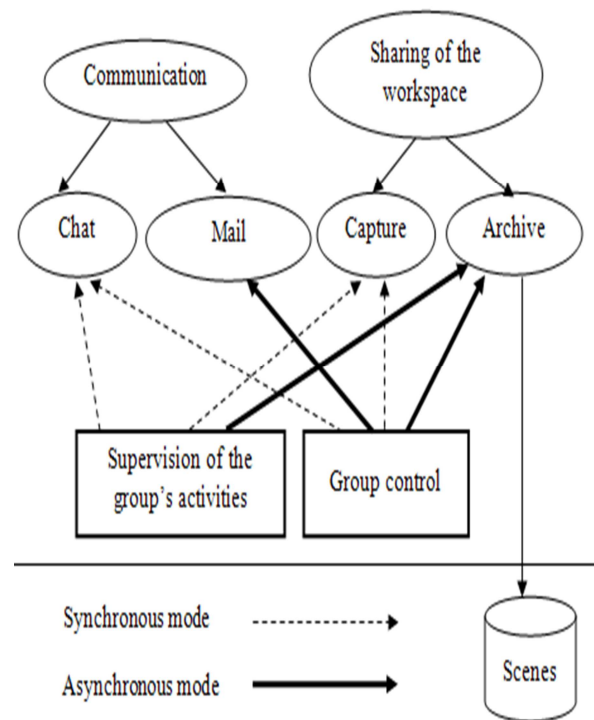 Communication
Sharing of the
workspace
Chat
Mail
Capture
Archive
Supervision of the
group's activities
Group control
Synchronous mode
Asynchronous mode
Scenes